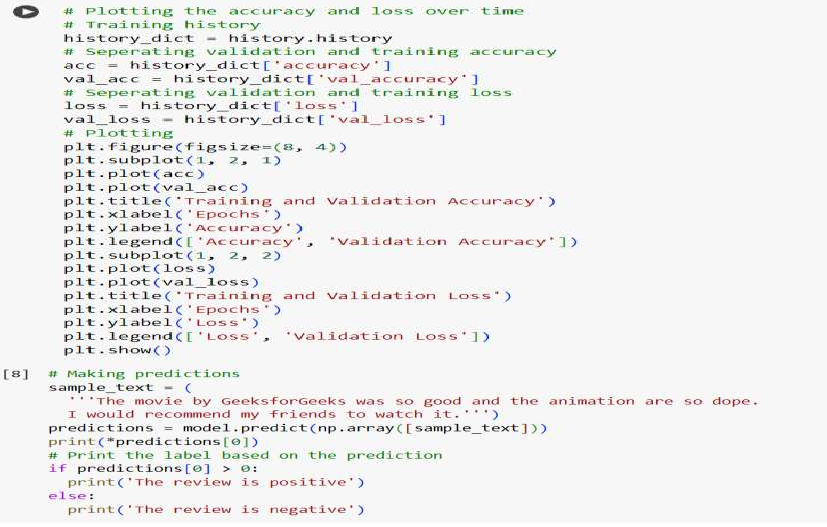 # Plotting the accuracy and loss over time
# Training history
history_dict = history.history
# Seperating validation and training accuracy
acc = history_dict['accuracy']
val_acc = history_dict['val_accuracy']
# Seperating validation and training loss
loss = history_dict['loss']
val_loss = history_dict['val_loss']
# Plotting
plt.figure(figsize=(8, 4))
plt.subplot(1, 2, 1)
plt.plot(acc)
plt.plot(val_acc)
plt.title('Training and Validation Accuracy')
plt.xlabel('Epochs')
plt.ylabel('Accuracy')
plt.legend(['Accuracy', 'Validation Accuracy'])
plt.subplot(1, 2, 2)
plt.plot(loss)
plt.plot(val_loss)
plt.title('Training and Validation Loss')
plt.xlabel('Epochs')
plt.ylabel('Loss')
plt.legend(['Loss', 'Validation Loss'])
plt.show()
[8] # Making predictions
sample_text = (
'''The movie by GeeksforGeeks was so good and the animation are so dope.
I would recommend my friends to watch it.''')
predictions = model.predict(np.array([sample_text]))
print(*predictions[0])
# Print the label based on the prediction
if predictions[0] > 0:
print('The review is positive')
else:
print('The review is negative')